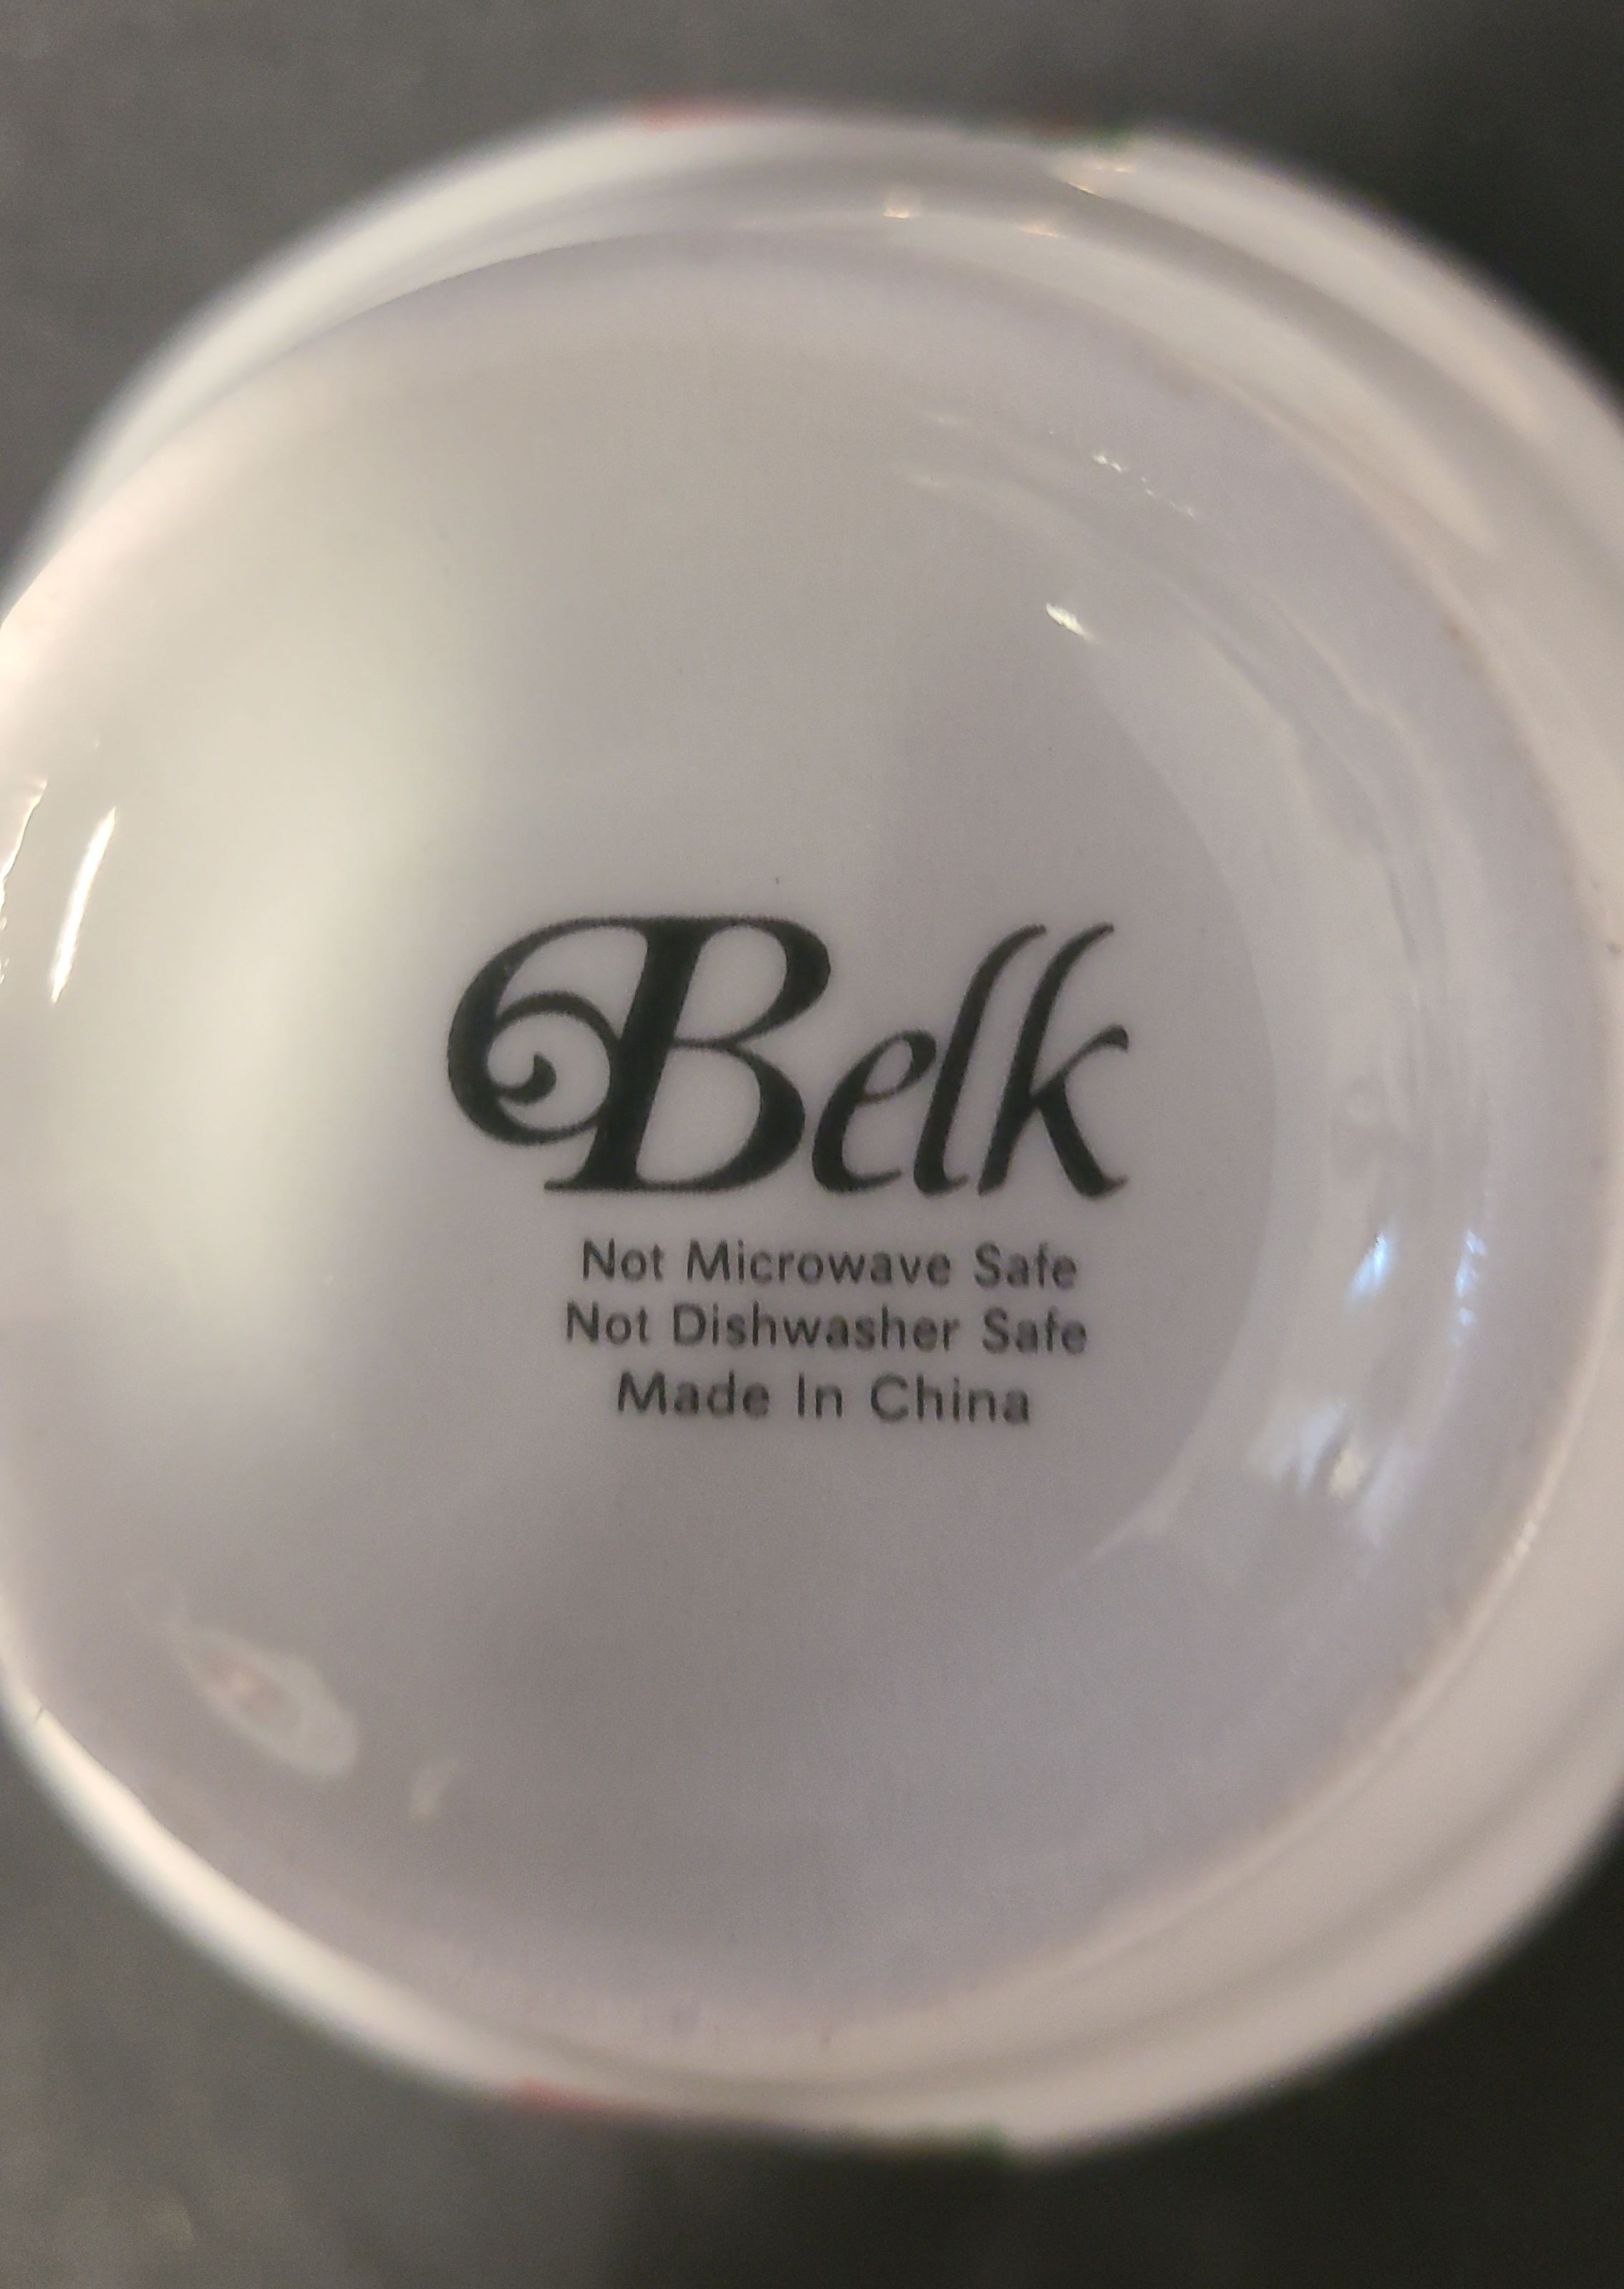 Belk
Not Microwave Safe
Not Dishwasher Safe
Made In China